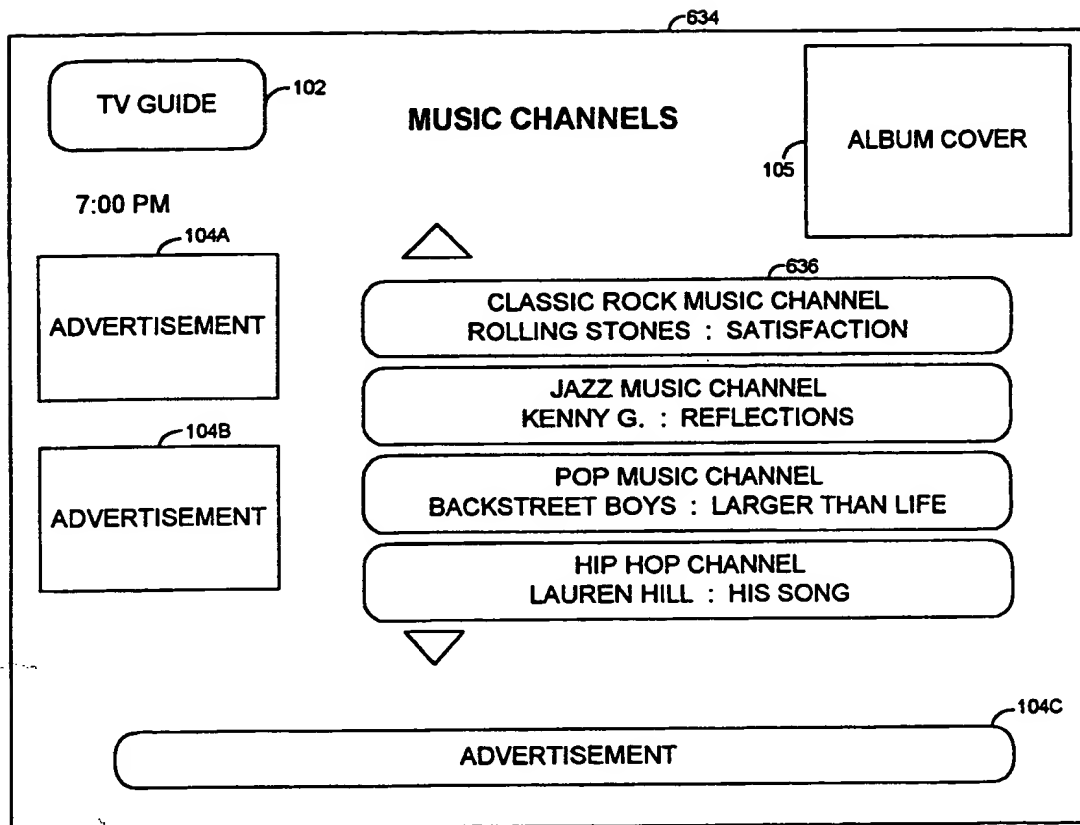 634
TV GUIDE
102
MUSIC CHANNELS
ALBUM COVER
105
7:00 PM
104A
ADVERTISEMENT
104B
ADVERTISEMENT
636
CLASSIC ROCK MUSIC CHANNEL
ROLLING STONES : SATISFACTION
JAZZ MUSIC CHANNEL
KENNY G. : REFLECTIONS
POP MUSIC CHANNEL
BACKSTREET BOYS : LARGER THAN LIFE
HIP HOP CHANNEL
LAUREN HILL : HIS SONG
104C
ADVERTISEMENT